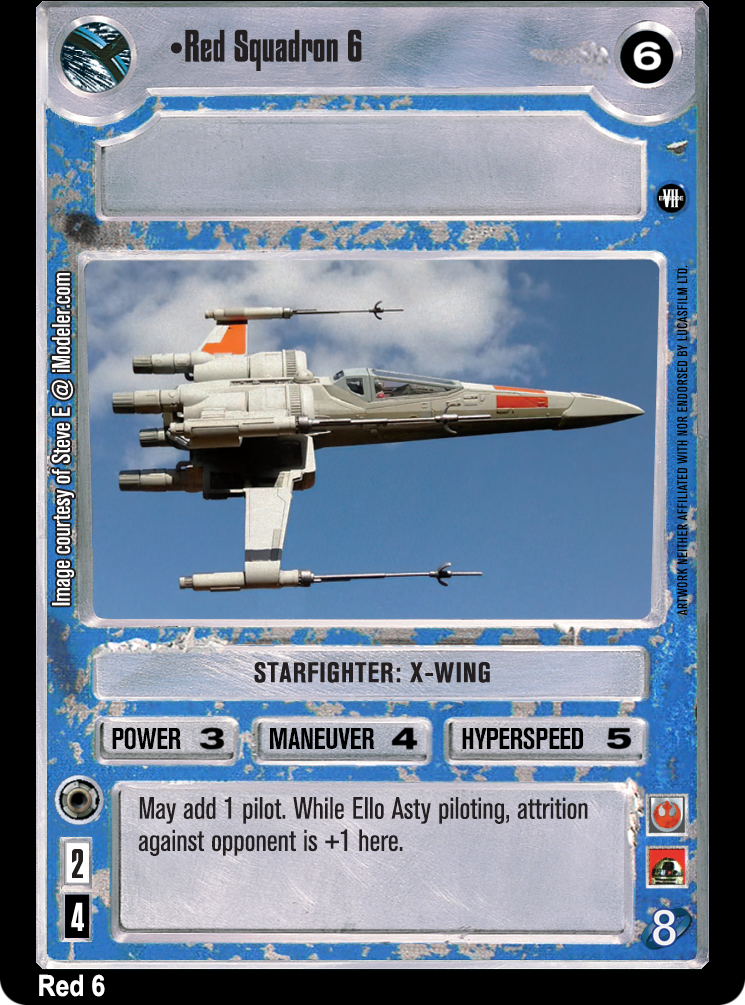 •Red Squadron 6
6
EPISODE
VII
Image courtesy of Steve E @ iModeler.com
ARTWORK NEITHER AFFILIATED WITH NOR ENDORSED BY LUCASFILM LTD.
STARFIGHTER: X-WING
POWER 3 MANEUVER 4 HYPERSPEED 5
May add 1 pilot. While Ello Asty piloting, attrition
against opponent is +1 here.
2
4
8
Red 6